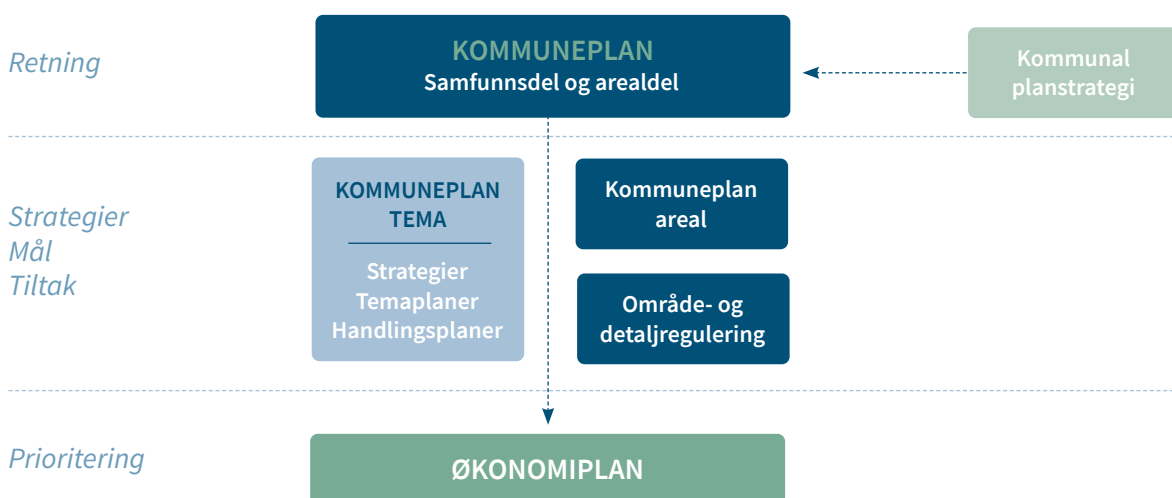 Retning
KOMMUNEPLAN
Samfunnsdel og arealdel
Kommunal
planstrategi
Strategier
Mål
Tiltak
KOMMUNEPLAN
TEMA
Strategier
Temaplaner
Handlingsplaner
Kommuneplan
areal
Område- og
detaljregulering
Prioritering
ØKONOMIPLAN